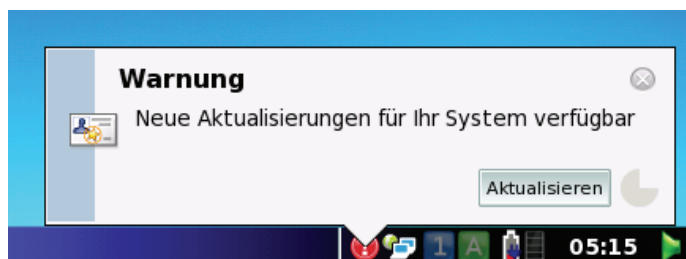 Warnung
Neue Aktualisierungen für Ihr System verfügbar
Aktualisieren
1 A 05:15